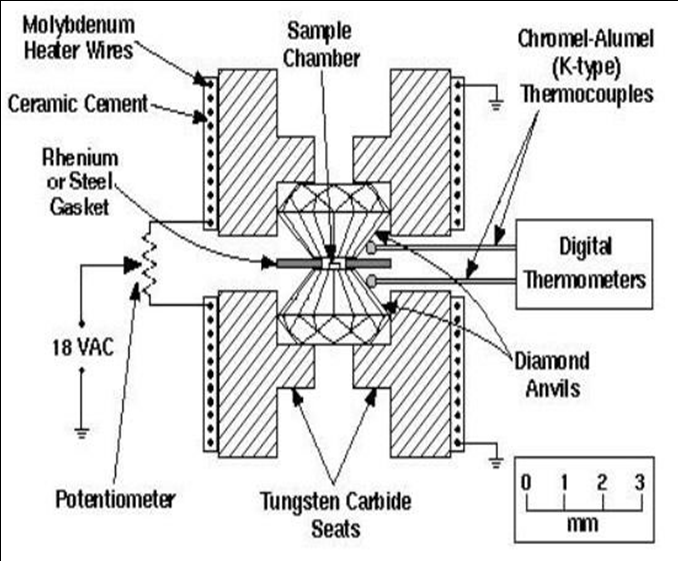 Molybdenum
Heater Wires
Sample
Chamber
Chromel-Alumel
(K-type)
Thermocouples
Ceramic Cement
Rhenium
or Steel
Gasket
Digital
Thermometers
18 VAC
Diamond
Anvils
Potentiometer
Tungsten Carbide
Seats
0 1 2 3
mm